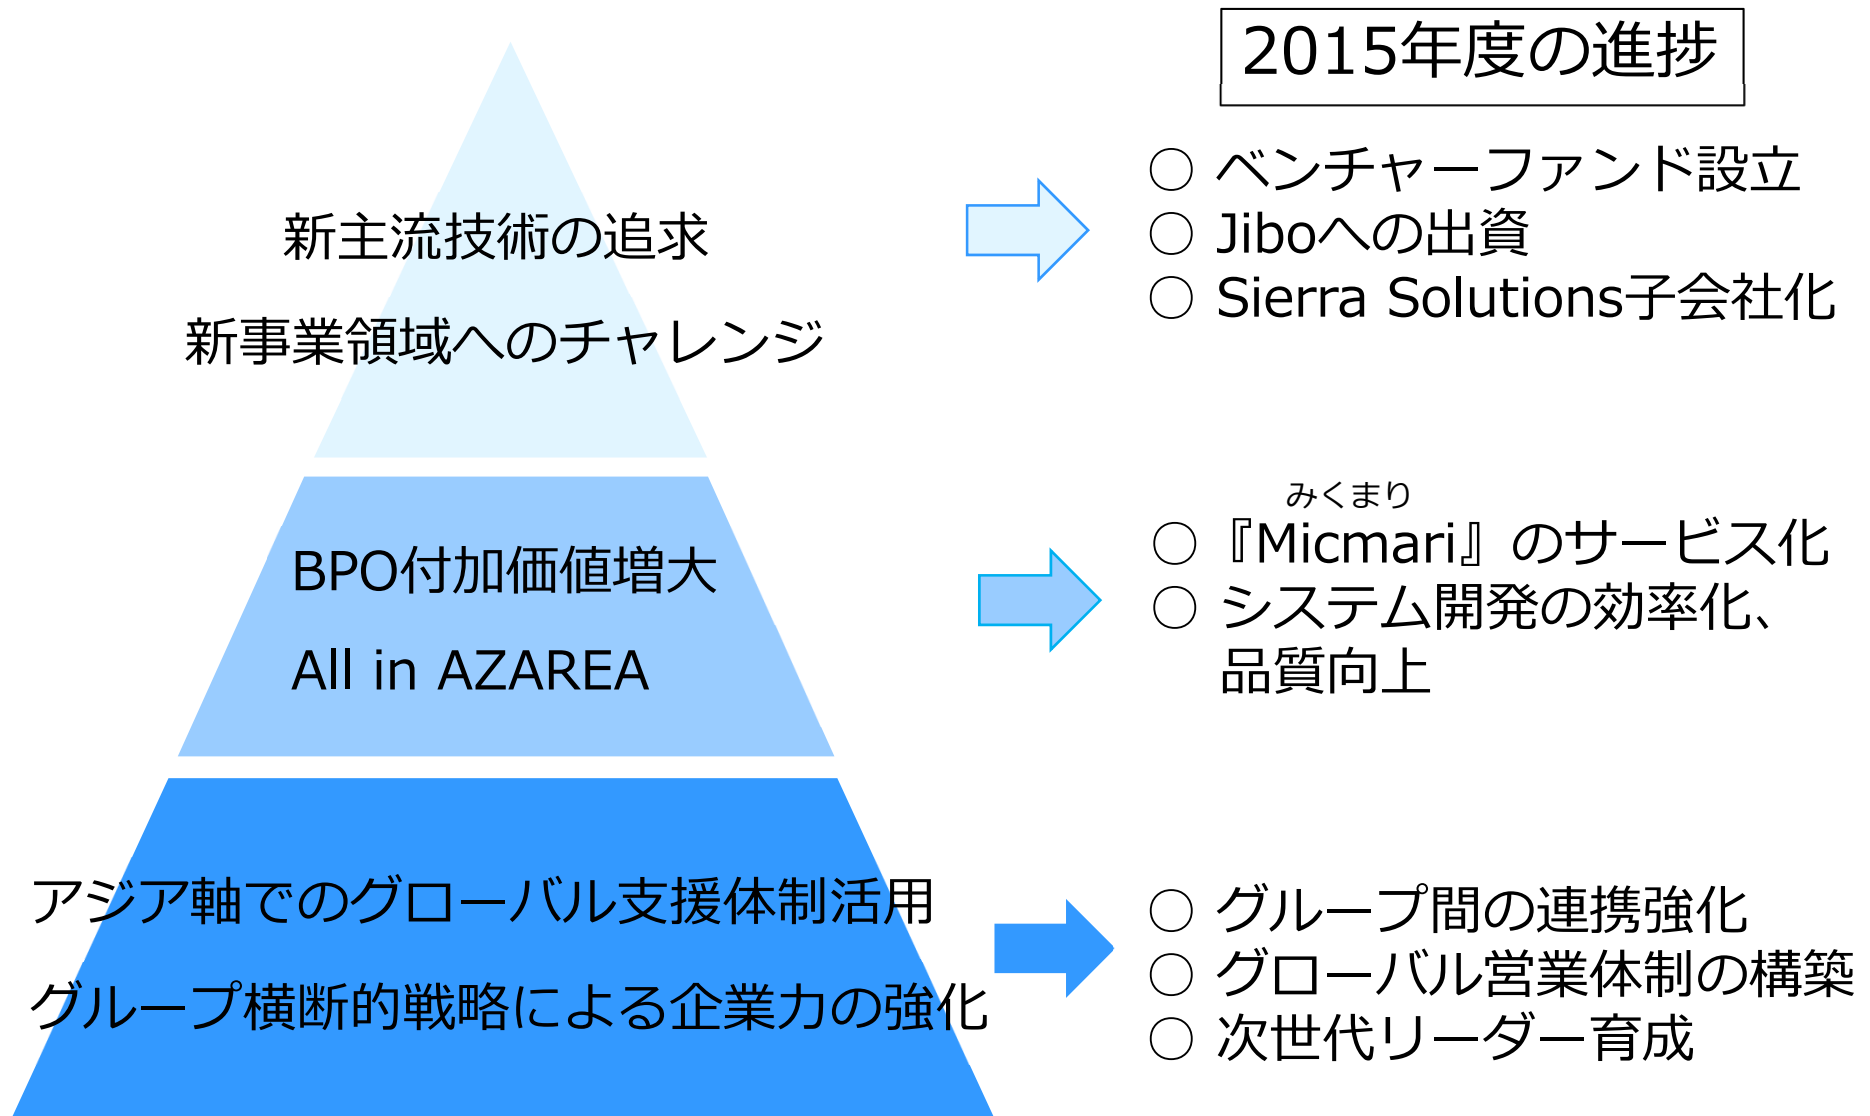 2015年度の進捗
新主流技術の追求
新事業領域へのチャレンジ
○ ベンチャーファンド設立
○ Jiboへの出資
○ Sierra Solutions子会社化
BPO付加価値増大
All in AZAREA
みくまり
○『Micmari』のサービス化
○ システム開発の効率化、
品質向上
アジア軸でのグローバル支援体制活用
グループ横断的戦略による企業力の強化
○ グループ間の連携強化
○ グローバル営業体制の構築
○ 次世代リーダー育成